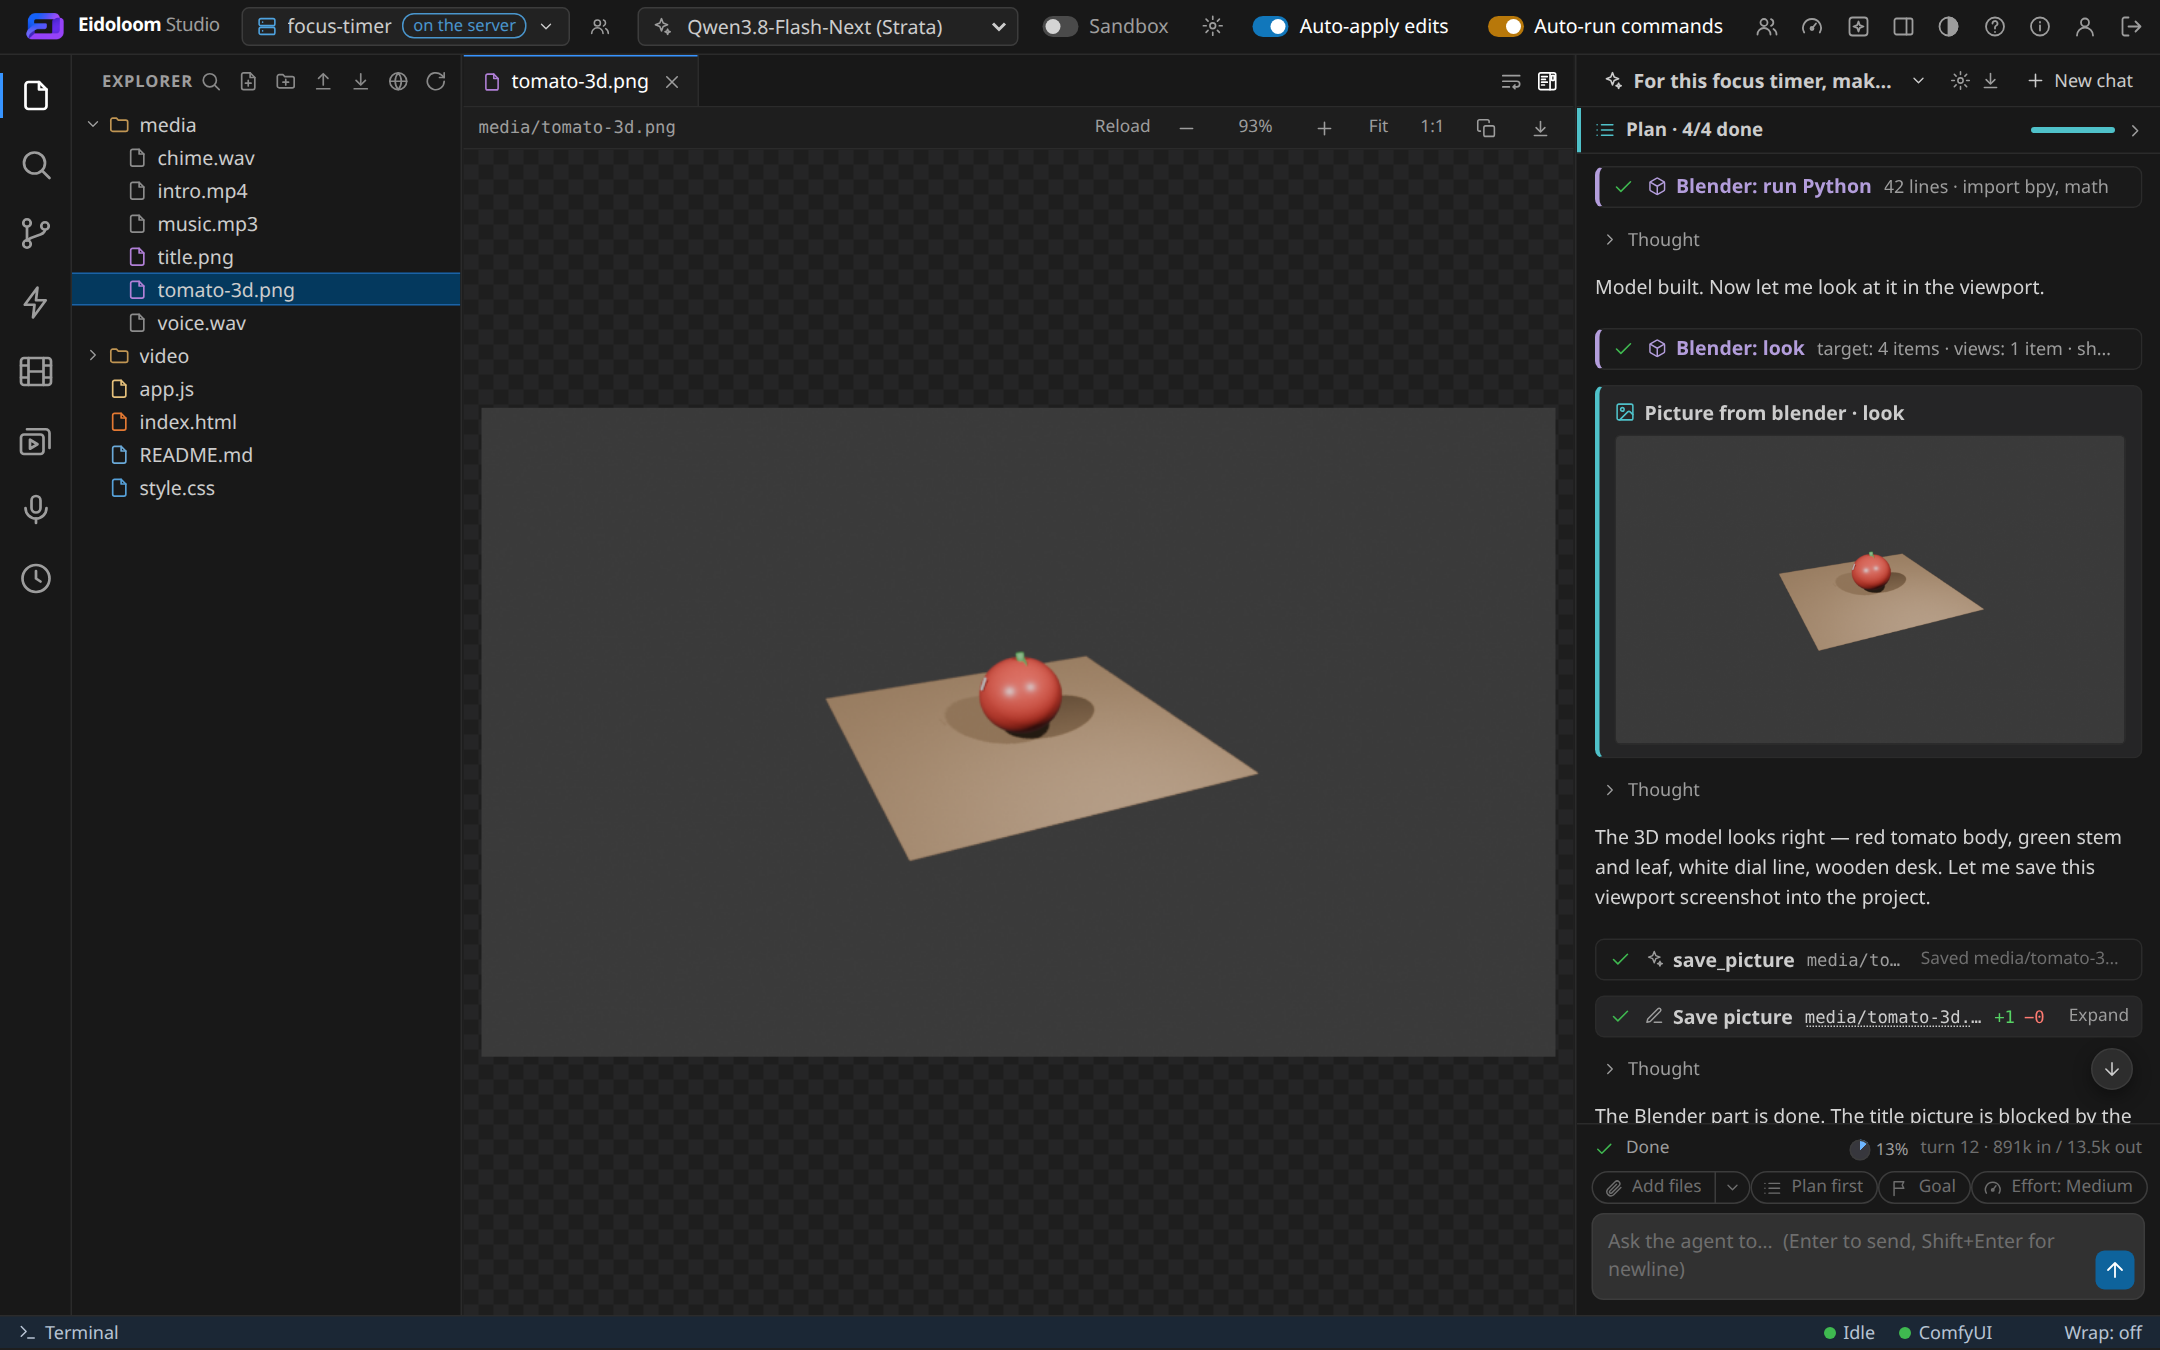 Eidoloom Studio
focus-timer
on the server
Qwen3.8-Flash-Next (Strata)
Sandbox
Auto-apply edits
Auto-run commands
EXPLORER
media
chime.wav
intro.mp4
music.mp3
title.png
tomato-3d.png
voice.wav
video
app.js
index.html
README.md
style.css
tomato-3d.png
media/tomato-3d.png
Reload
93%
Fit
1:1
For this focus timer, mak...
New chat
Plan · 4/4 done
Blender: run Python 42 lines · import bpy, math
Thought
Model built. Now let me look at it in the viewport.
Blender: look target: 4 items · views: 1 item · sh...
Picture from blender · look
Thought
The 3D model looks right — red tomato body, green stem
and leaf, white dial line, wooden desk. Let me save this
viewport screenshot into the project.
save_picture media/to... Saved media/tomato-3...
Save picture media/tomato-3d.... +1 −0 Expand
Thought
The Blender part is done. The title picture is blocked by the
Done
13%
turn 12 · 891k in / 13.5k out
Add files
Plan first
Goal
Effort: Medium
Ask the agent to... (Enter to send, Shift+Enter for
newline)
Terminal
Idle
ComfyUI
Wrap: off